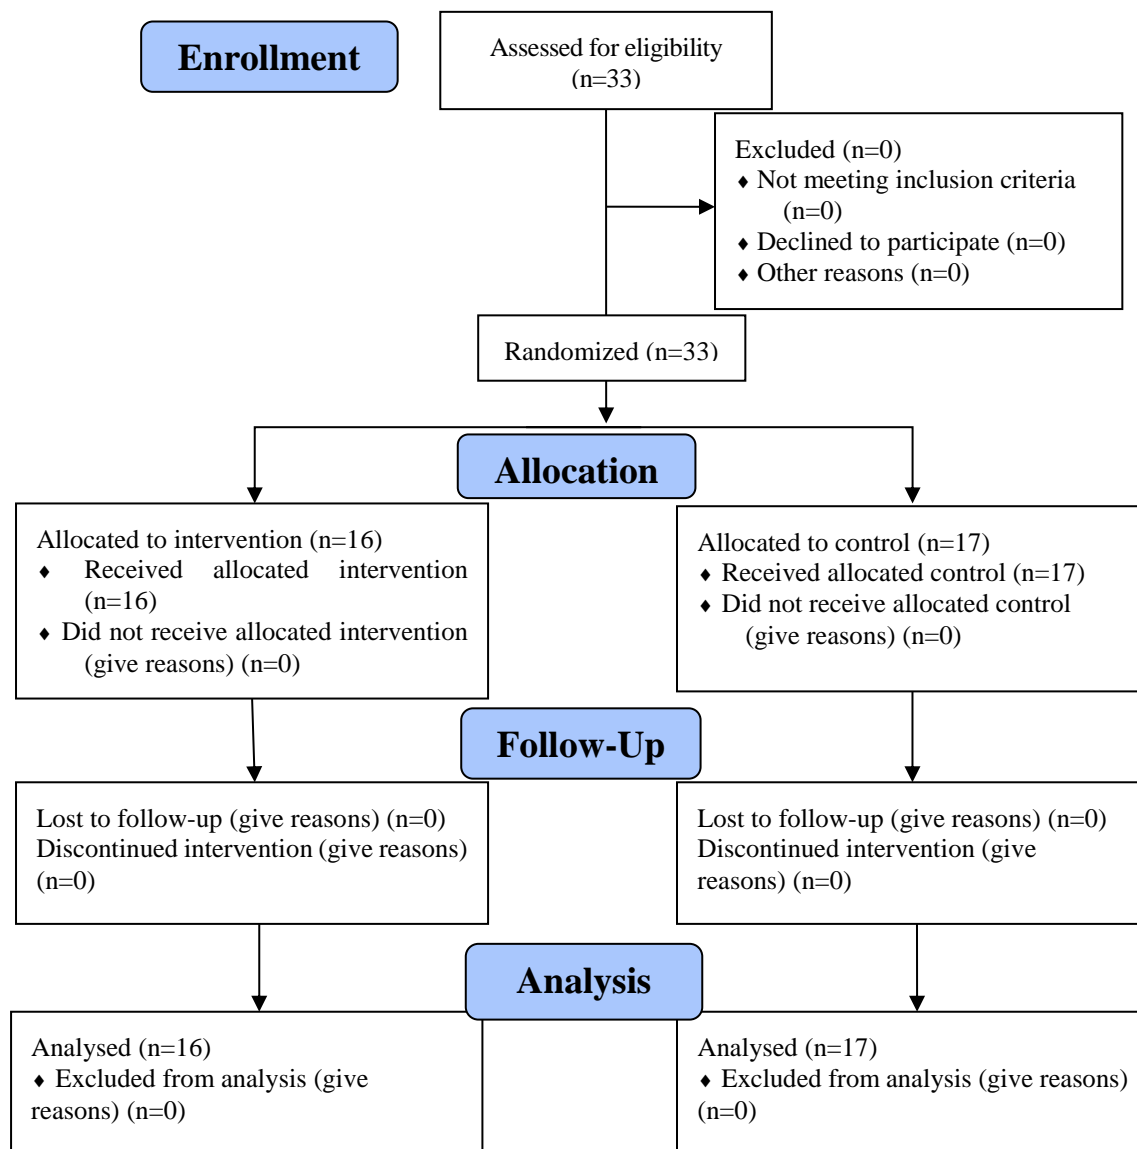 Enrollment
Assessed for eligibility
(n=33)
Excluded (n=0)
♦ Not meeting inclusion criteria
(n=0)
♦ Declined to participate (n=0)
♦ Other reasons (n=0)
Randomized (n=33)
Allocation
Allocated to intervention (n=16)
♦ Received allocated intervention
(n=16)
♦ Did not receive allocated intervention
(give reasons) (n=0)
Allocated to control (n=17)
♦ Received allocated control (n=17)
♦ Did not receive allocated control
(give reasons) (n=0)
Follow-Up
Lost to follow-up (give reasons) (n=0)
Discontinued intervention (give reasons)
(n=0)
Lost to follow-up (give reasons) (n=0)
Discontinued intervention (give
reasons) (n=0)
Analysis
Analysed (n=16)
♦ Excluded from analysis (give
reasons) (n=0)
Analysed (n=17)
♦ Excluded from analysis (give reasons)
(n=0)